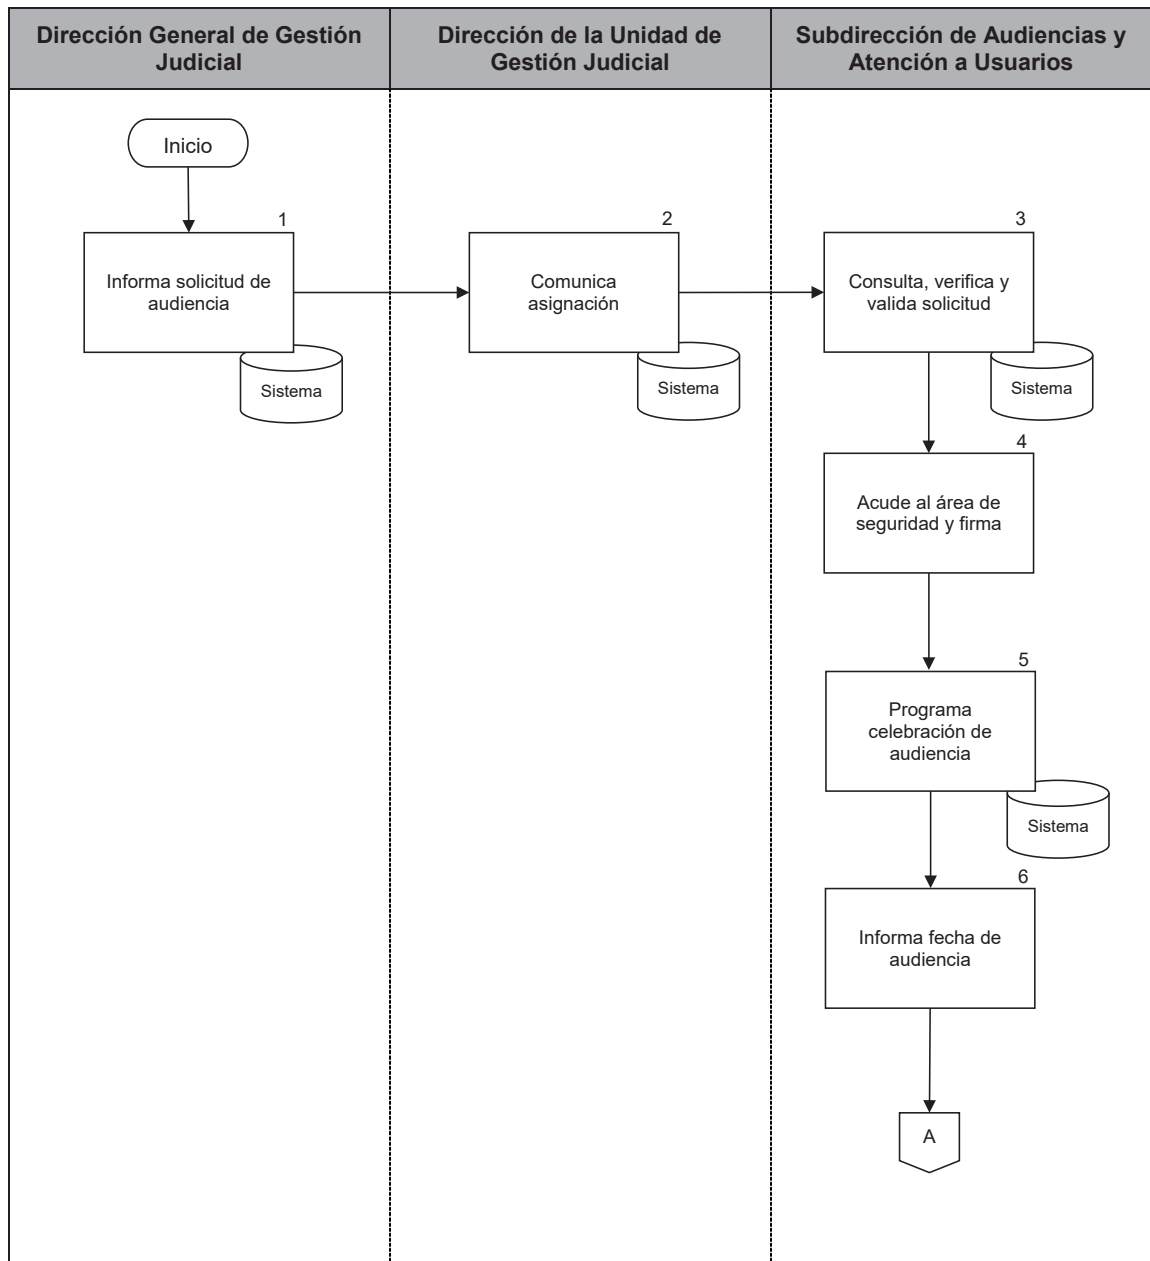 Dirección General de Gestión
Judicial
Dirección de la Unidad de
Gestión Judicial
Subdirección de Audiencias y
Atención a Usuarios
Inicio
1
Informa solicitud de
audiencia
Sistema
2
Comunica
asignación
Sistema
3
Consulta, verifica y
valida solicitud
Sistema
4
Acude al área de
seguridad y firma
5
Programa
celebración de
audiencia
Sistema
6
Informa fecha de
audiencia
A